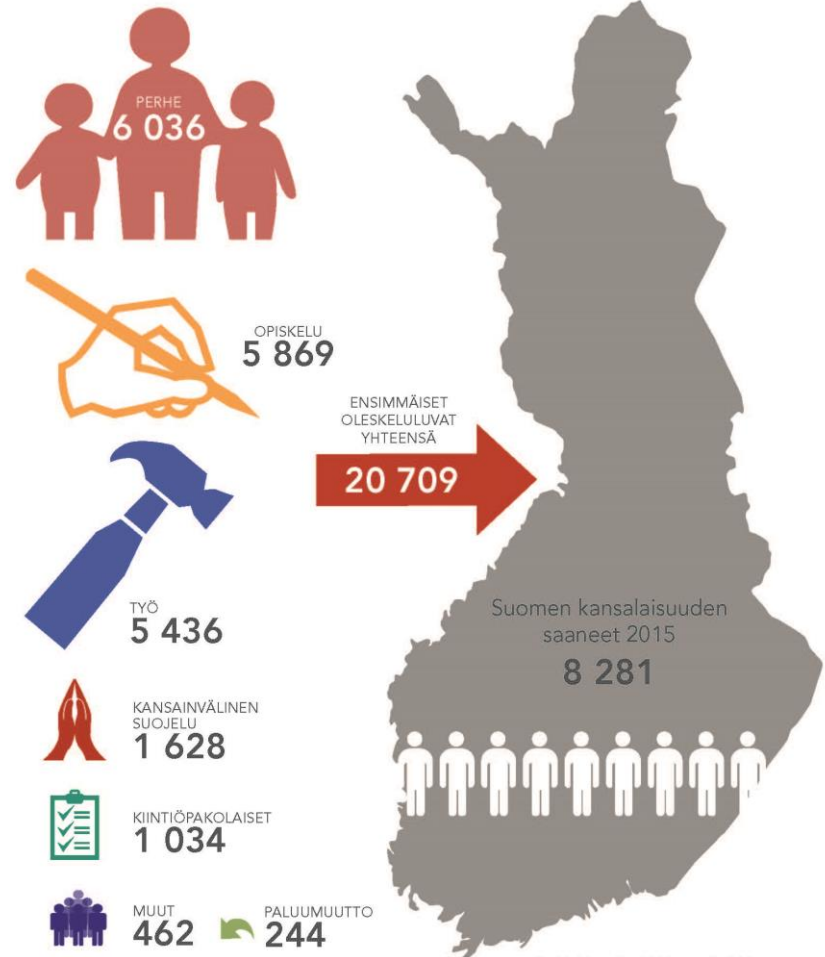 PERHE
6 036
OPISKELU
5 869
ENSIMMÄISET
OLESKELULUVAT
YHTEENSÄ
20 709
TYÖ
5 436
Suomen kansalaisuuden
saaneet 2015
8 281
KANSAINVÄLINEN
SUOJELU
1 628
KIINTIÖPAKOLAISET
1 034
MUUT
462
PALUUMUUTTO
244